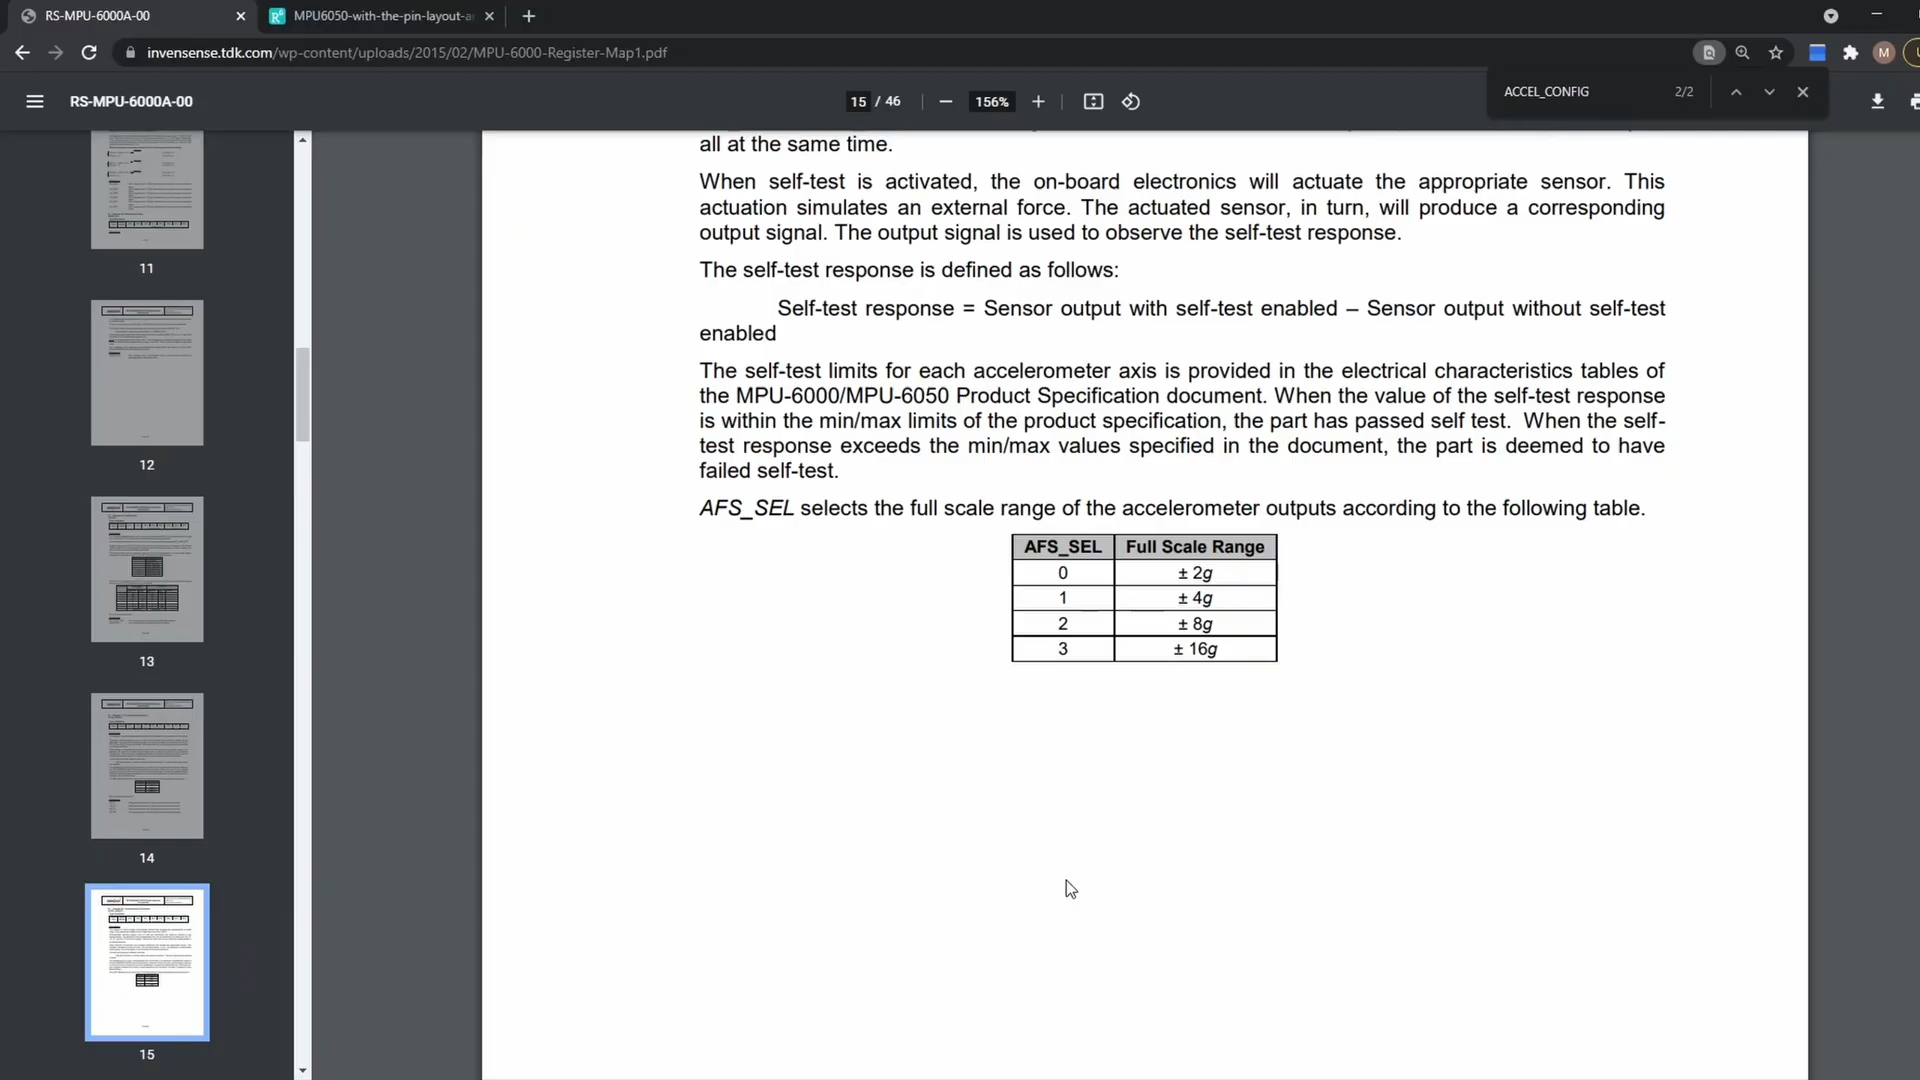 RS-MPU-6000A-00
MPU6050-with-the-pin-layout-a
invensense.tdk.com/wp-content/uploads/2015/02/MPU-6000-Register-Map1.pdf
M
RS-MPU-6000A-00
15 / 46
156%
ACCEL_CONFIG
2/2
11
12
13
14
15
all at the same time.
When self-test is activated, the on-board electronics will actuate the appropriate sensor. This
actuation simulates an external force. The actuated sensor, in turn, will produce a corresponding
output signal. The output signal is used to observe the self-test response.
The self-test response is defined as follows:
Self-test response = Sensor output with self-test enabled – Sensor output without self-test
enabled
The self-test limits for each accelerometer axis is provided in the electrical characteristics tables of
the MPU-6000/MPU-6050 Product Specification document. When the value of the self-test response
is within the min/max limits of the product specification, the part has passed self test. When the self-
test response exceeds the min/max values specified in the document, the part is deemed to have
failed self-test.
AFS_SEL selects the full scale range of the accelerometer outputs according to the following table.
AFS_SEL Full Scale Range
0 ± 2g
1 ± 4g
2 ± 8g
3 ± 16g